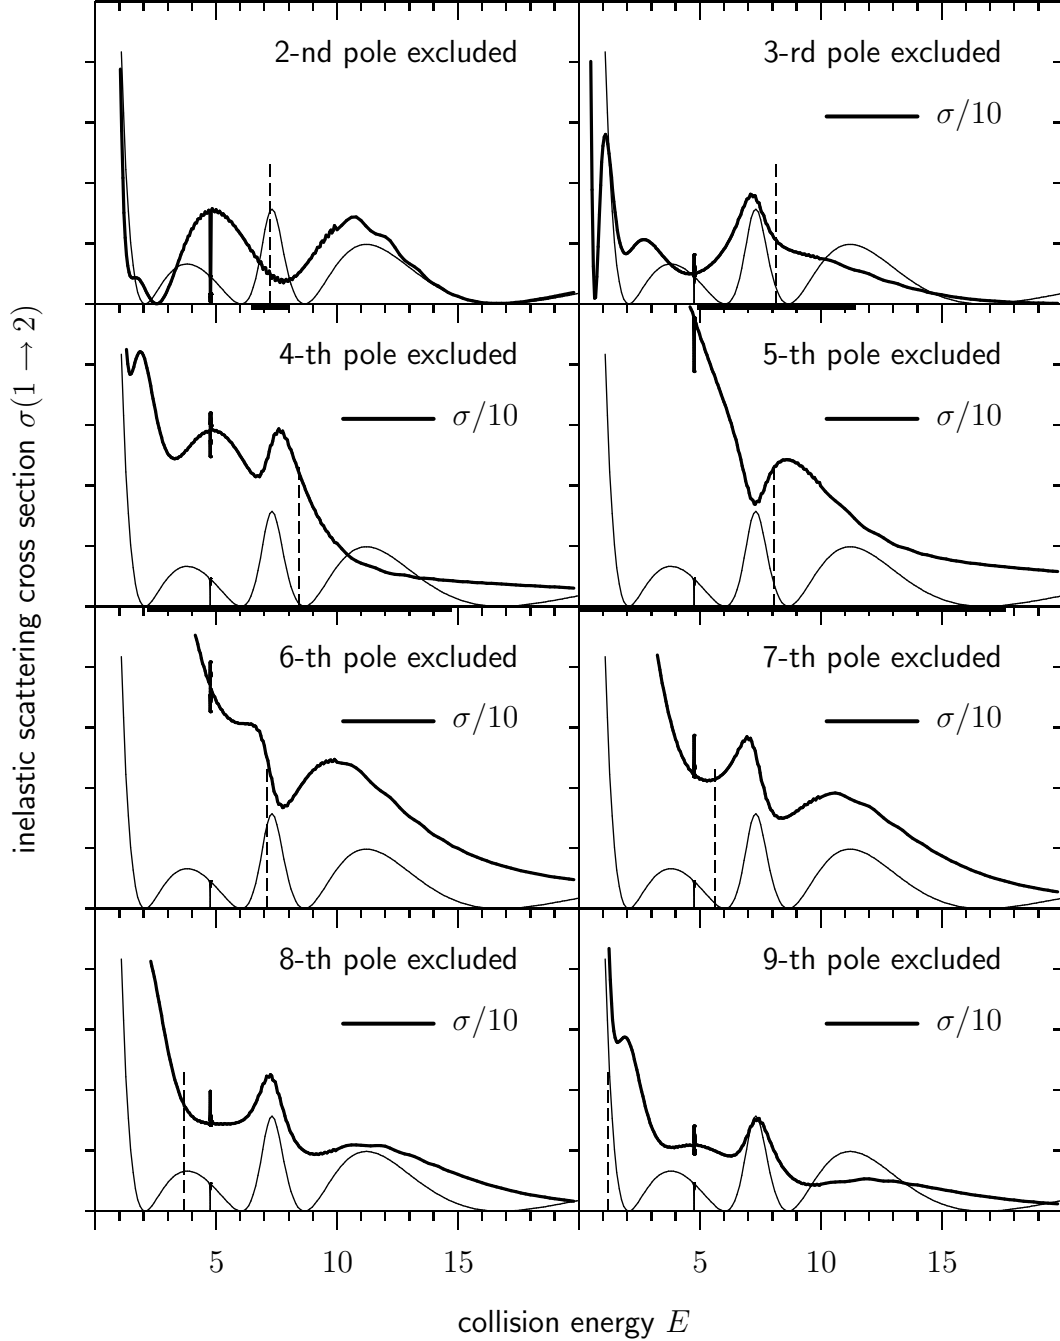 2-nd pole excluded
3-rd pole excluded
σ/10
4-th pole excluded
σ/10
5-th pole excluded
σ/10
6-th pole excluded
σ/10
7-th pole excluded
σ/10
8-th pole excluded
σ/10
9-th pole excluded
σ/10
inelastic scattering cross section σ(1 → 2)
5 10 15 5 10 15
collision energy E